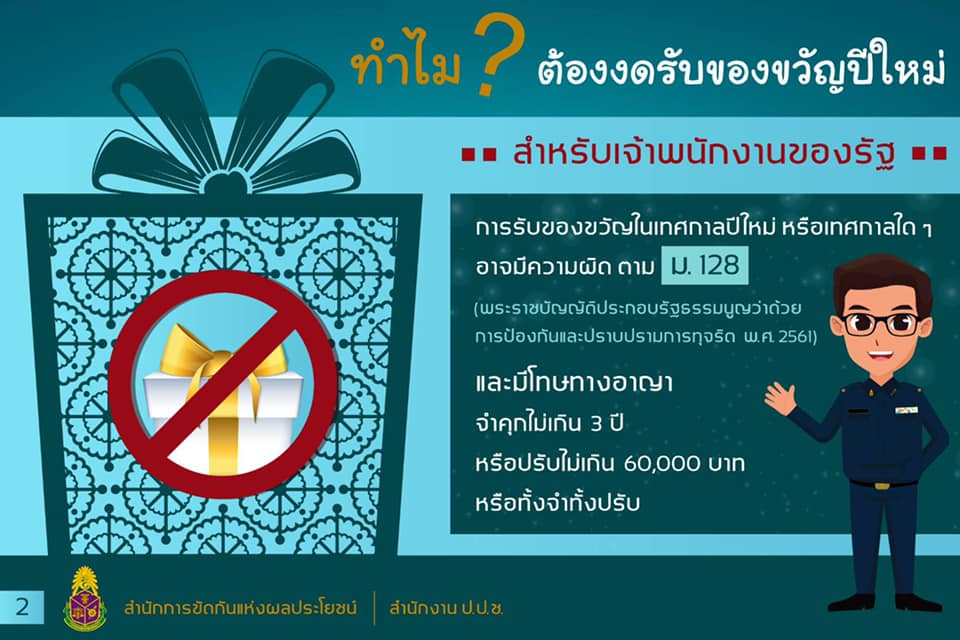 ทำไม ? ต้องงดรับของขวัญปีใหม่
สำหรับเจ้าพนักงานของรัฐ
การรับของขวัญในเทศกาลปีใหม่ หรือเทศกาลใด ๆ
อาจมีความผิด ตาม ม. 128
(พระราชบัญญัติประกอบรัฐธรรมนูญว่าด้วย
การป้องกันและปราบปรามการทุจริต พ.ศ. 2561)
และมีโทษทางอาญา
จำคุกไม่เกิน 3 ปี
หรือปรับไม่เกิน 60,000 บาท
หรือทั้งจำทั้งปรับ
2 สำนักการขัดกันแห่งผลประโยชน์ | สำนักงาน ป.ป.ช.